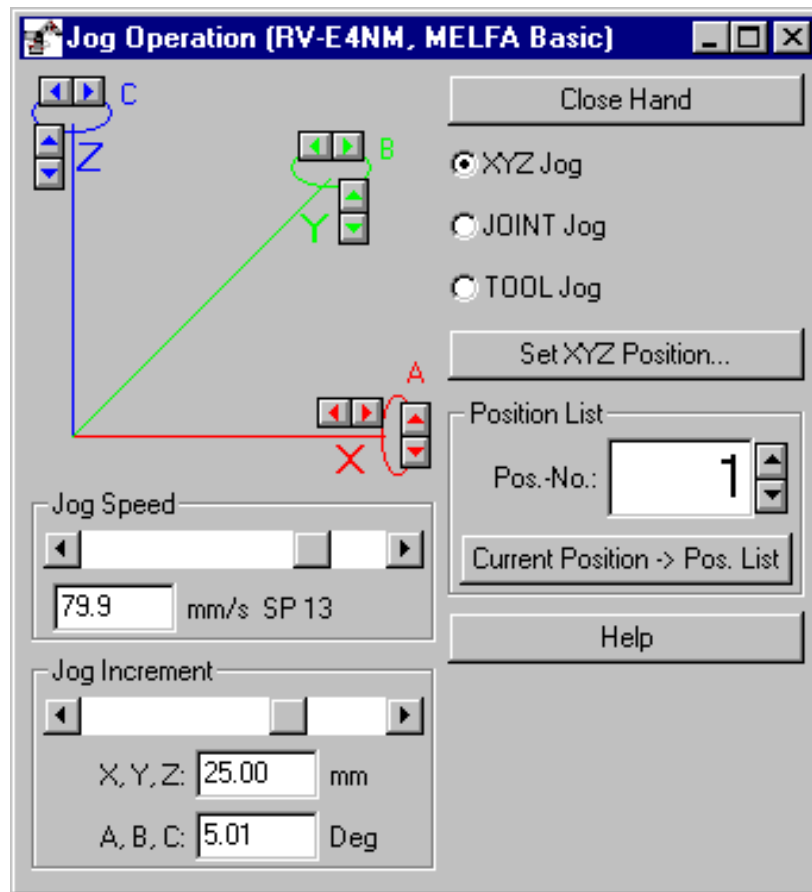 Jog Operation (RV-E4NM, MELFA Basic)
C
Z
B
Y
A
X
Close Hand
XYZ Jog
JOINT Jog
TOOL Jog
Set XYZ Position...
Position List
Pos.-No.: 1
Current Position -> Pos. List
Help
Jog Speed
79.9 mm/s SP 13
Jog Increment
X, Y, Z: 25.00 mm
A, B, C: 5.01 Deg